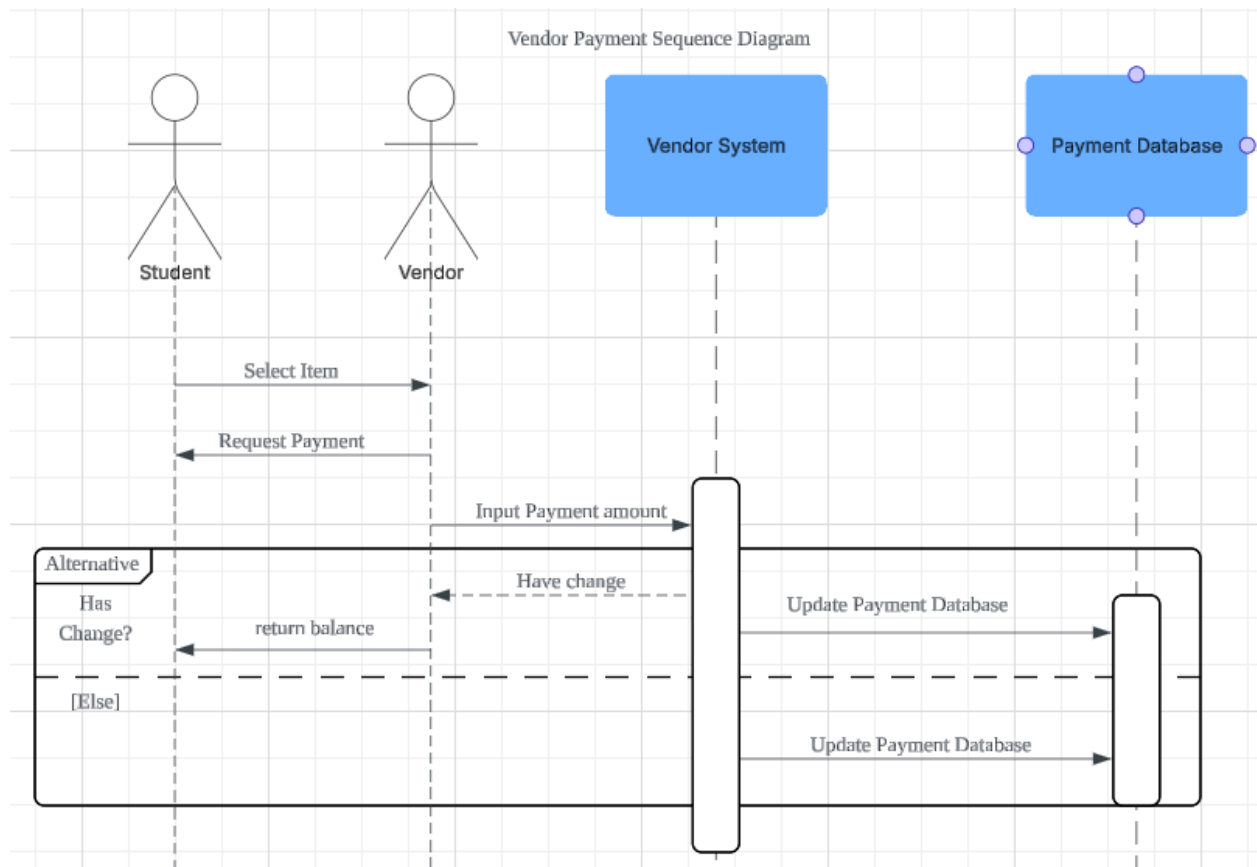 Vendor Payment Sequence Diagram
Vendor System
Payment Database
Student
Vendor
Select Item
Request Payment
Input Payment amount
Alternative
Have change
Has
Change?
Update Payment Database
return balance
[Else]
Update Payment Database